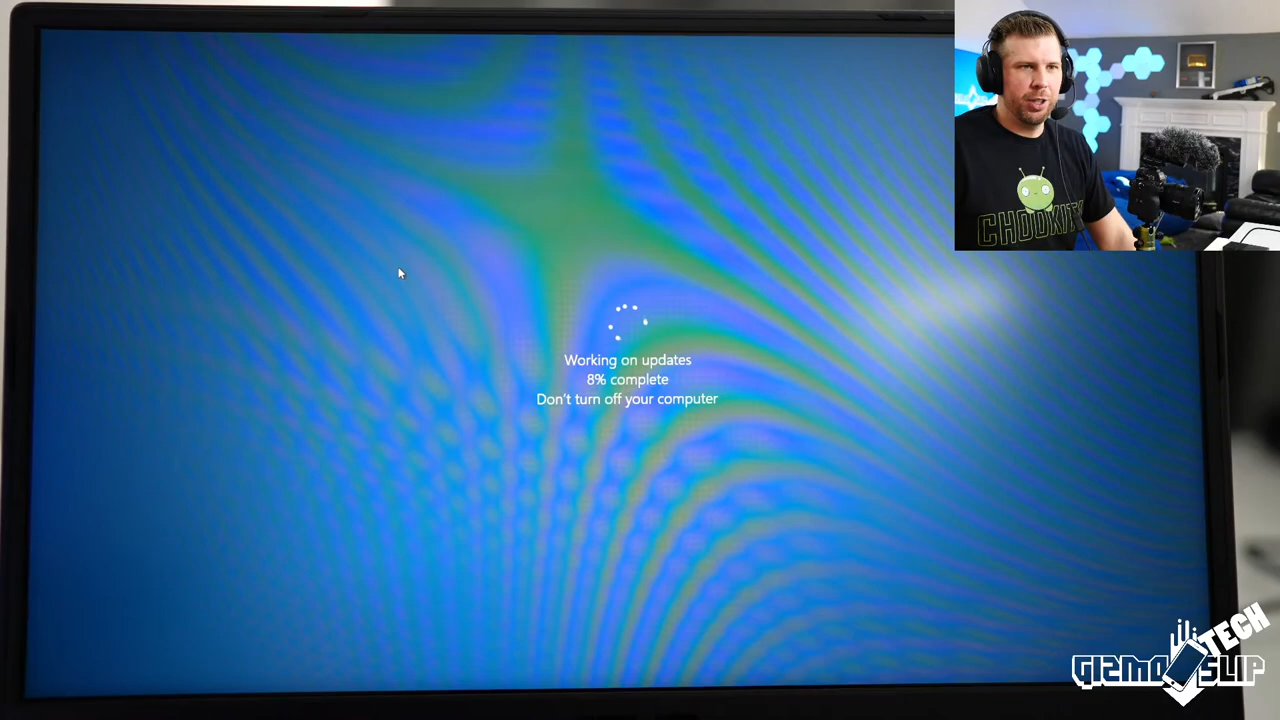 Working on updates
8% complete
Don't turn off your computer
CHOOKITY
TECH
GIZMO SLIP